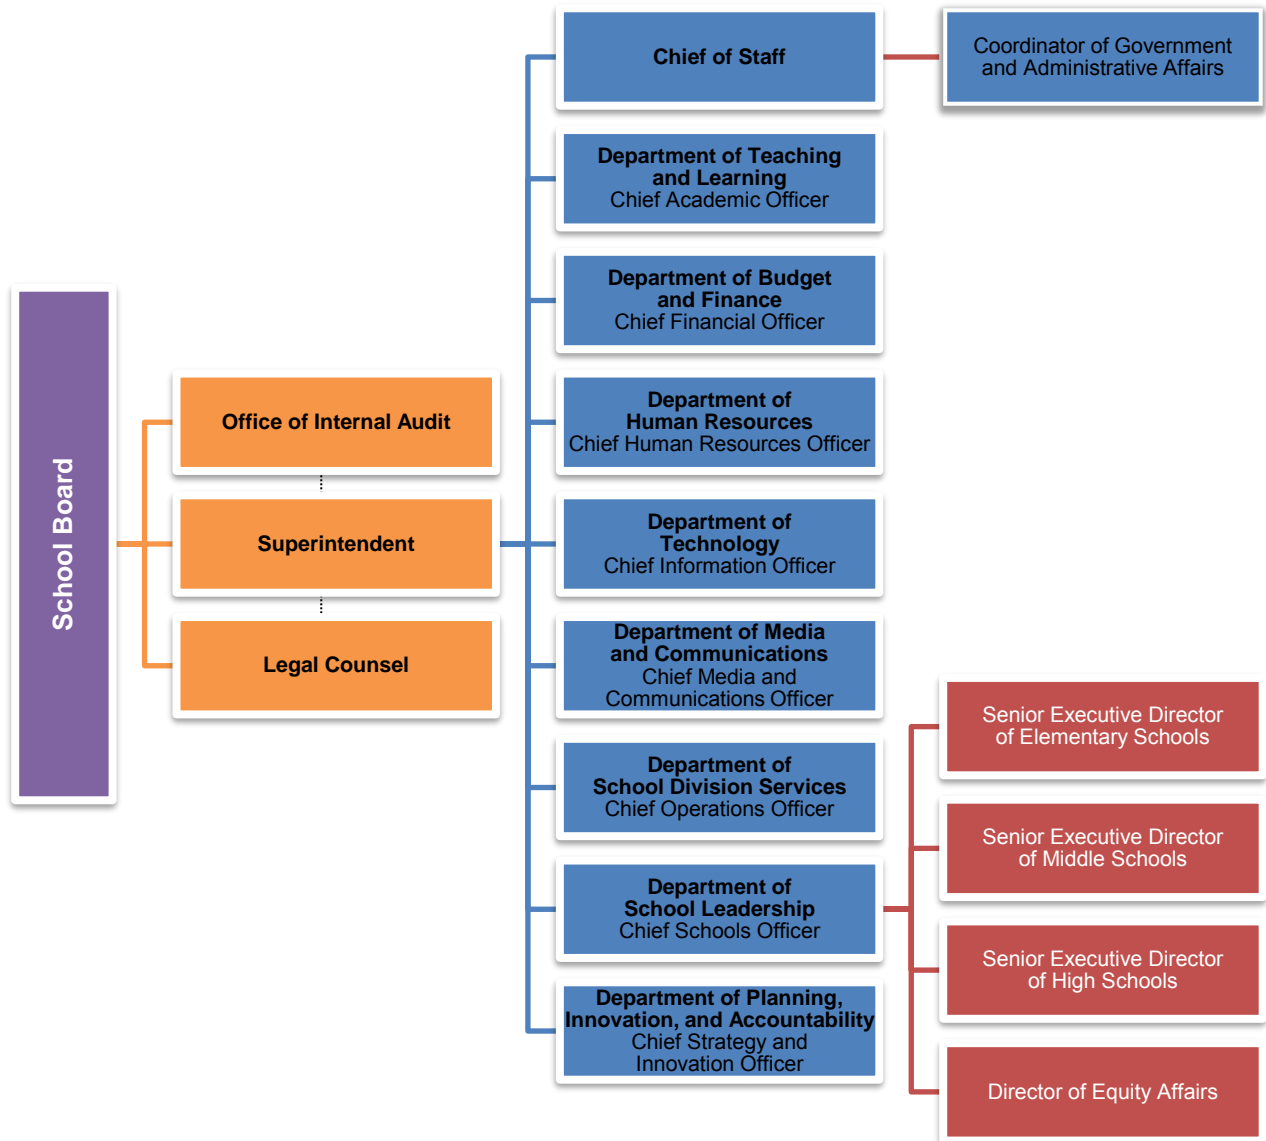 School Board
Office of Internal Audit
Superintendent
Legal Counsel
Chief of Staff
Department of Teaching
and Learning
Chief Academic Officer
Department of Budget
and Finance
Chief Financial Officer
Department of
Human Resources
Chief Human Resources Officer
Department of
Technology
Chief Information Officer
Department of Media
and Communications
Chief Media and
Communications Officer
Department of
School Division Services
Chief Operations Officer
Department of
School Leadership
Chief Schools Officer
Department of Planning,
Innovation, and Accountability
Chief Strategy and
Innovation Officer
Coordinator of Government
and Administrative Affairs
Senior Executive Director
of Elementary Schools
Senior Executive Director
of Middle Schools
Senior Executive Director
of High Schools
Director of Equity Affairs